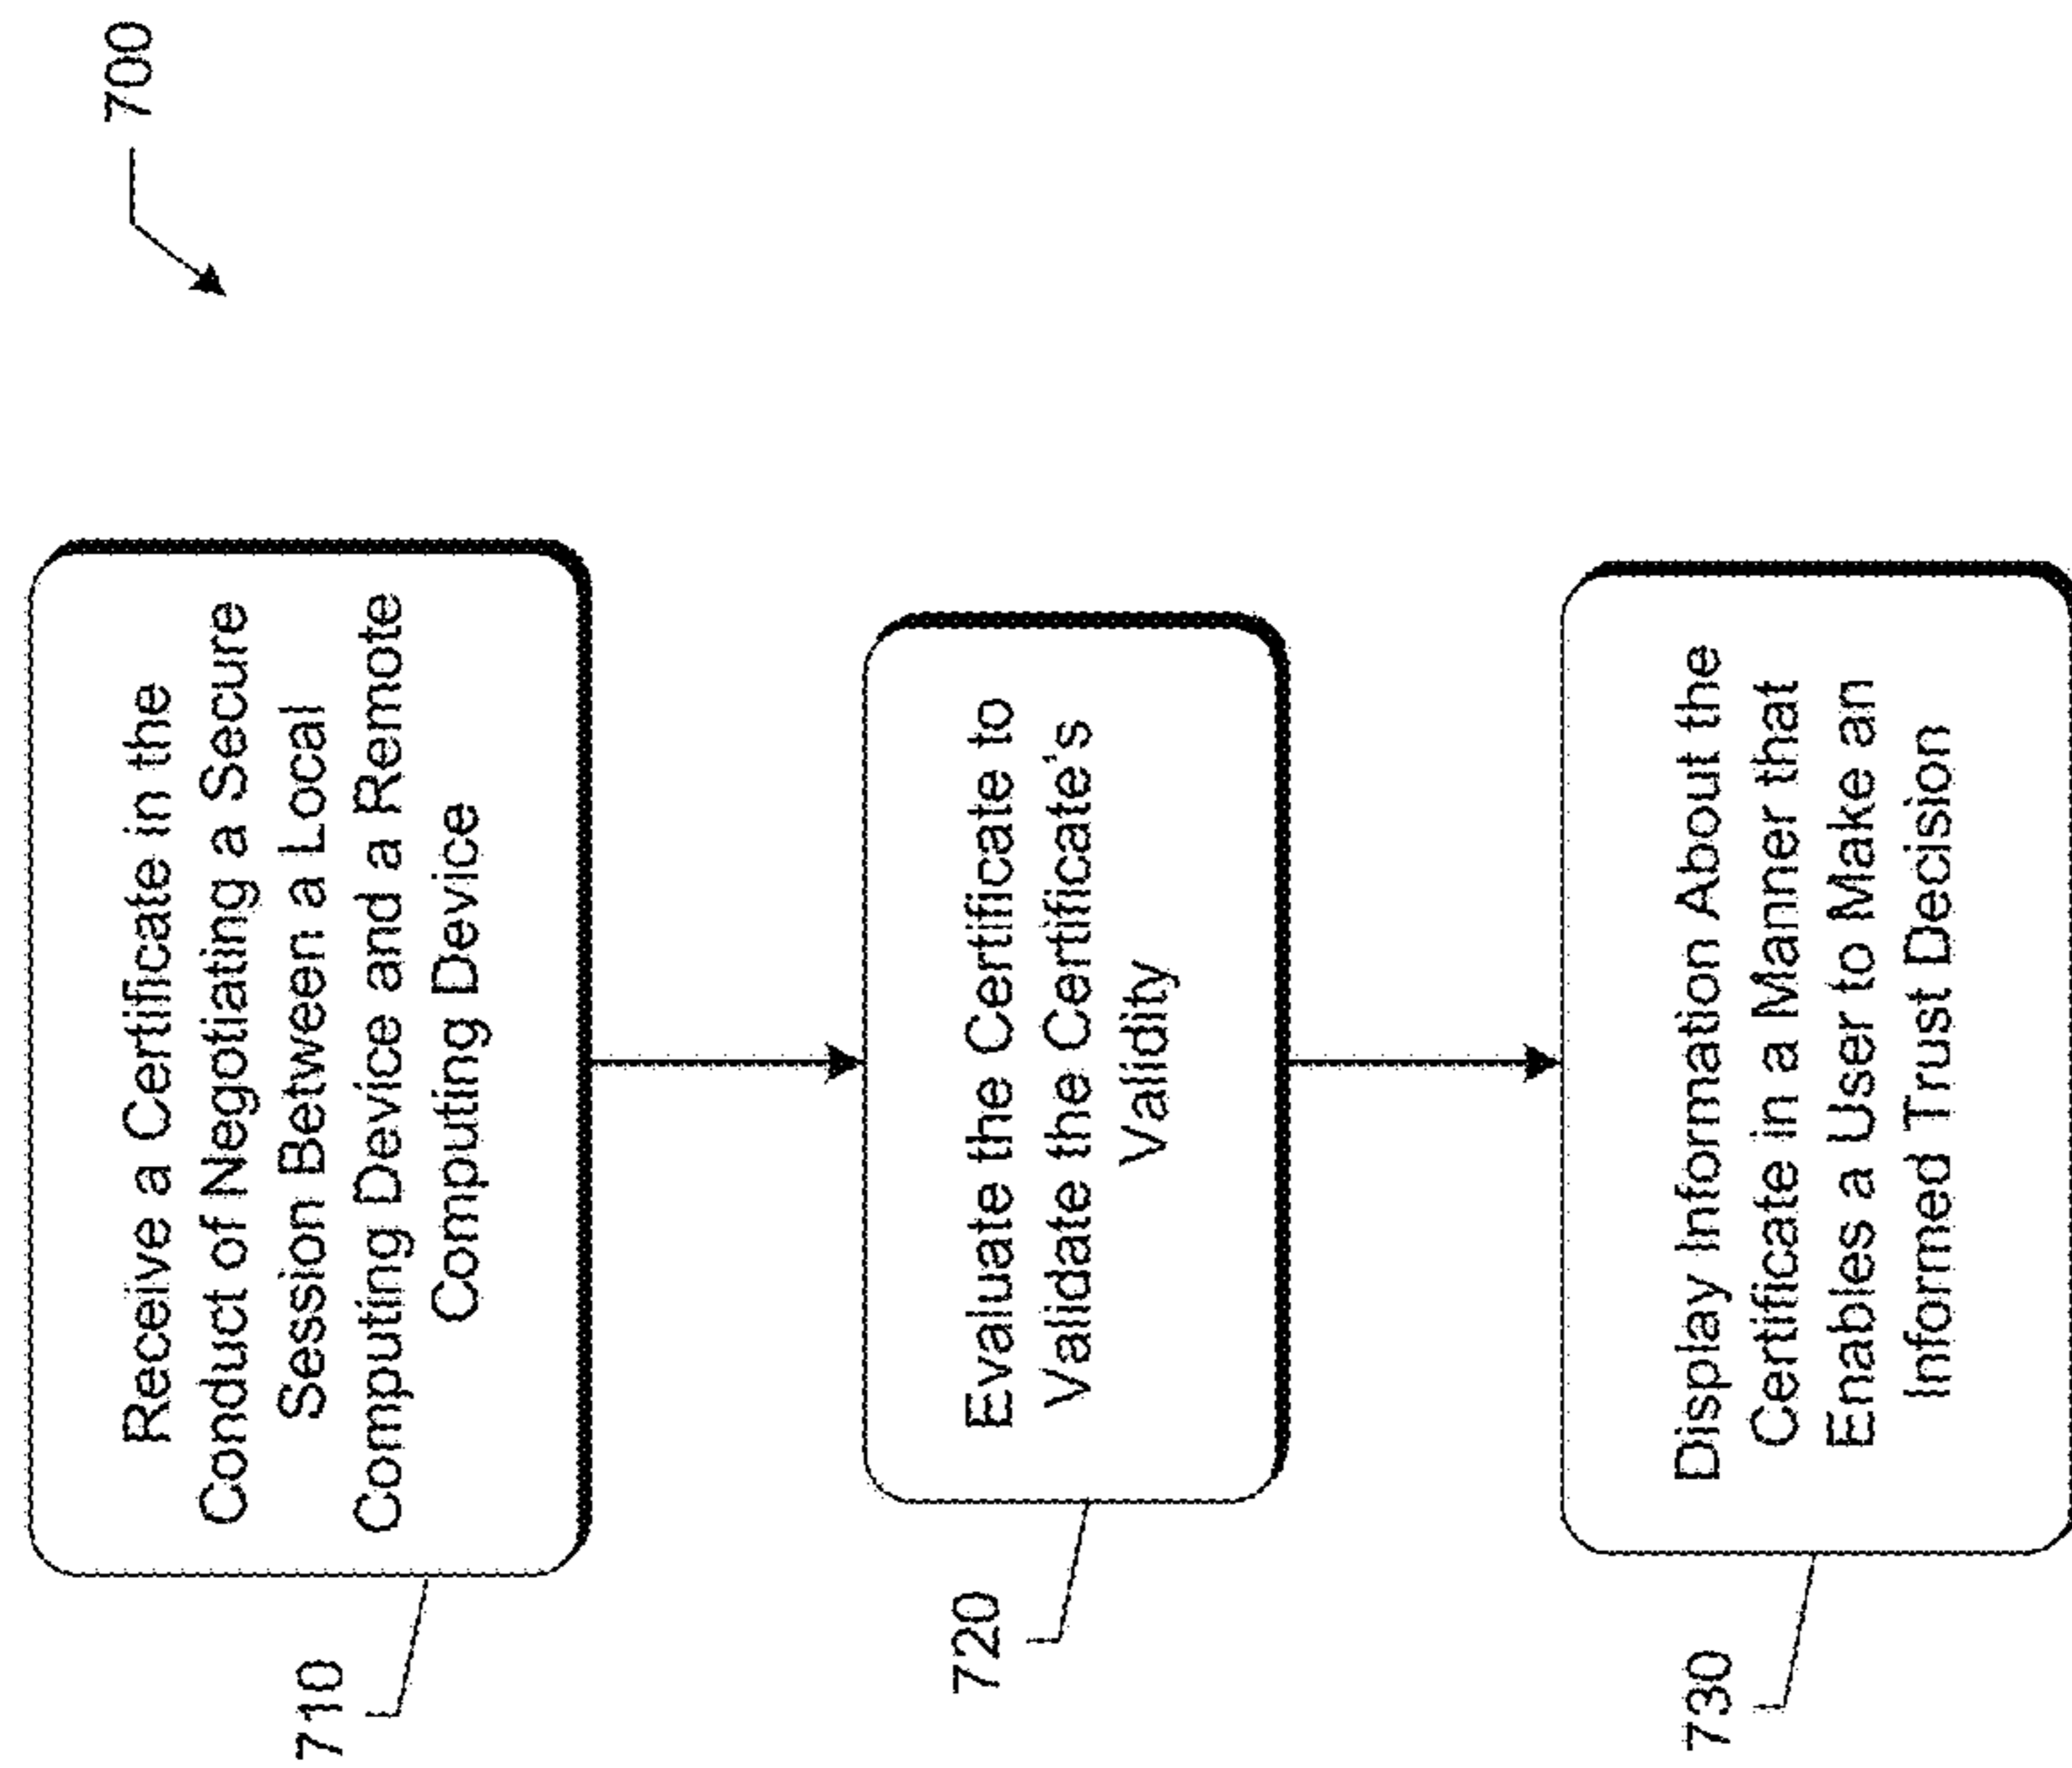 700
710
Receive a Certificate in the
Conduct of Negotiating a Secure
Session Between a Local
Computing Device and a Remote
Computing Device
720
Evaluate the Certificate to
Validate the Certificate's
Validity
730
Display Information About the
Certificate in a Manner that
Enables a User to Make an
Informed Trust Decision